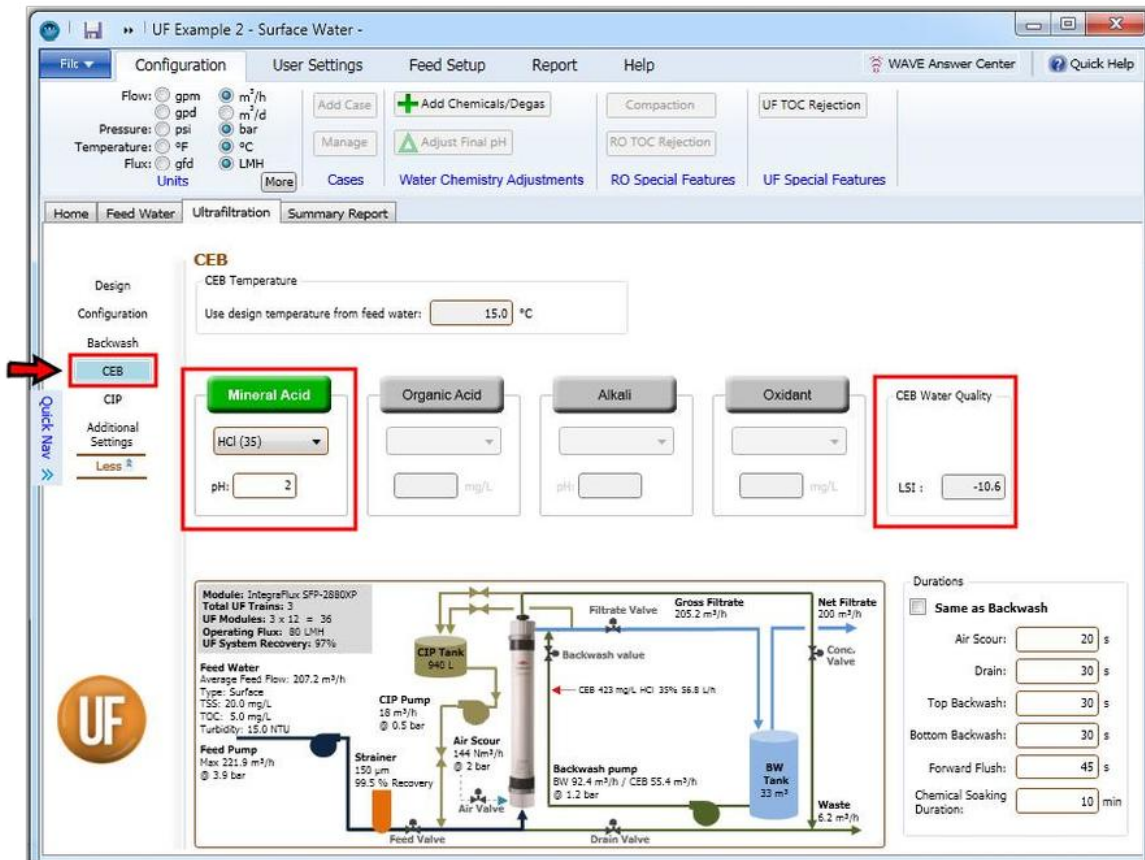 UF Example 2 - Surface Water -
File
Configuration
User Settings
Feed Setup
Report
Help
WAVE Answer Center
Quick Help
Flow: gpm m³/h
gpd m³/d
Pressure: psi bar
Temperature: °F °C
Flux: gfd LMH
Units
More
Add Case
Manage
Cases
Add Chemicals/Degas
Adjust Final pH
Water Chemistry Adjustments
Compaction
RO TOC Rejection
RO Special Features
UF TOC Rejection
UF Special Features
Home
Feed Water
Ultrafiltration
Summary Report
Design
Configuration
Backwash
CEB
CIP
Additional
Settings
Less
Quick Nav
CEB
CEB Temperature
Use design temperature from feed water: 15.0 °C
Mineral Acid
HCl (35)
pH: 2
Organic Acid
mg/L
Alkali
pH:
Oxidant
mg/L
CEB Water Quality
LSI : -10.6
Module: IntegraFlux SFP-2880XP
Total UF Trains: 3
UF Modules: 3 x 12 = 36
Operating Flux: 80 LMH
UF System Recovery: 97%
Feed Water
Average Feed Flow: 207.2 m³/h
Type: Surface
TSS: 20.0 mg/L
TOC: 5.0 mg/L
Turbidity: 15.0 NTU
Feed Pump
Max 221.9 m³/h
@ 3.9 bar
Strainer
150 µm
99.5 % Recovery
CIP Tank
940 L
CIP Pump
18 m³/h
@ 0.5 bar
Air Scour
144 Nm³/h
@ 2 bar
Air Valve
Feed Valve
Filtrate Valve
Gross Filtrate
205.2 m³/h
Net Filtrate
200 m³/h
Backwash value
Conc.
Valve
CEB 423 mg/L HCl 35% 56.8 L/h
Backwash pump
BW 92.4 m³/h / CEB 55.4 m³/h
@ 1.2 bar
BW
Tank
33 m³
Waste
6.2 m³/h
Drain Valve
UF
Durations
Same as Backwash
Air Scour: 20 s
Drain: 30 s
Top Backwash: 30 s
Bottom Backwash: 30 s
Forward Flush: 45 s
Chemical Soaking
Duration: 10 min